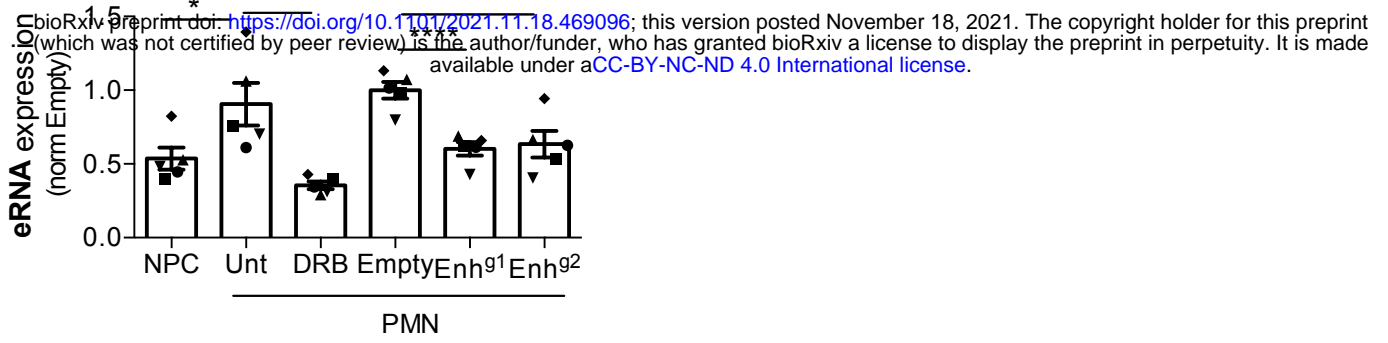 bioRxiv preprint doi: https://doi.org/10.1101/2021.11.18.469096; this version posted November 18, 2021. The copyright holder for this preprint
(which was not certified by peer review) is the author/funder, who has granted bioRxiv a license to display the preprint in perpetuity. It is made
available under aCC-BY-NC-ND 4.0 International license.
*
****
eRNA expression
(norm Empty)
1.5
1.0
0.5
0.0
NPC Unt DRB Empty Enhg1 Enhg2
PMN